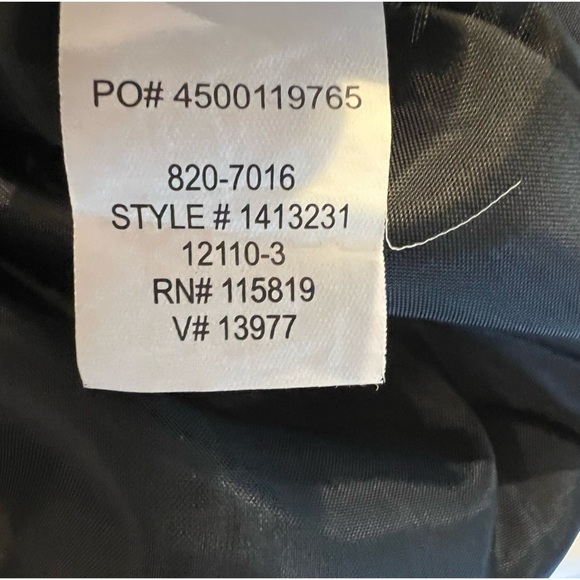 PO# 4500119765
820-7016
STYLE # 1413231
12110-3
RN# 115819
V# 13977